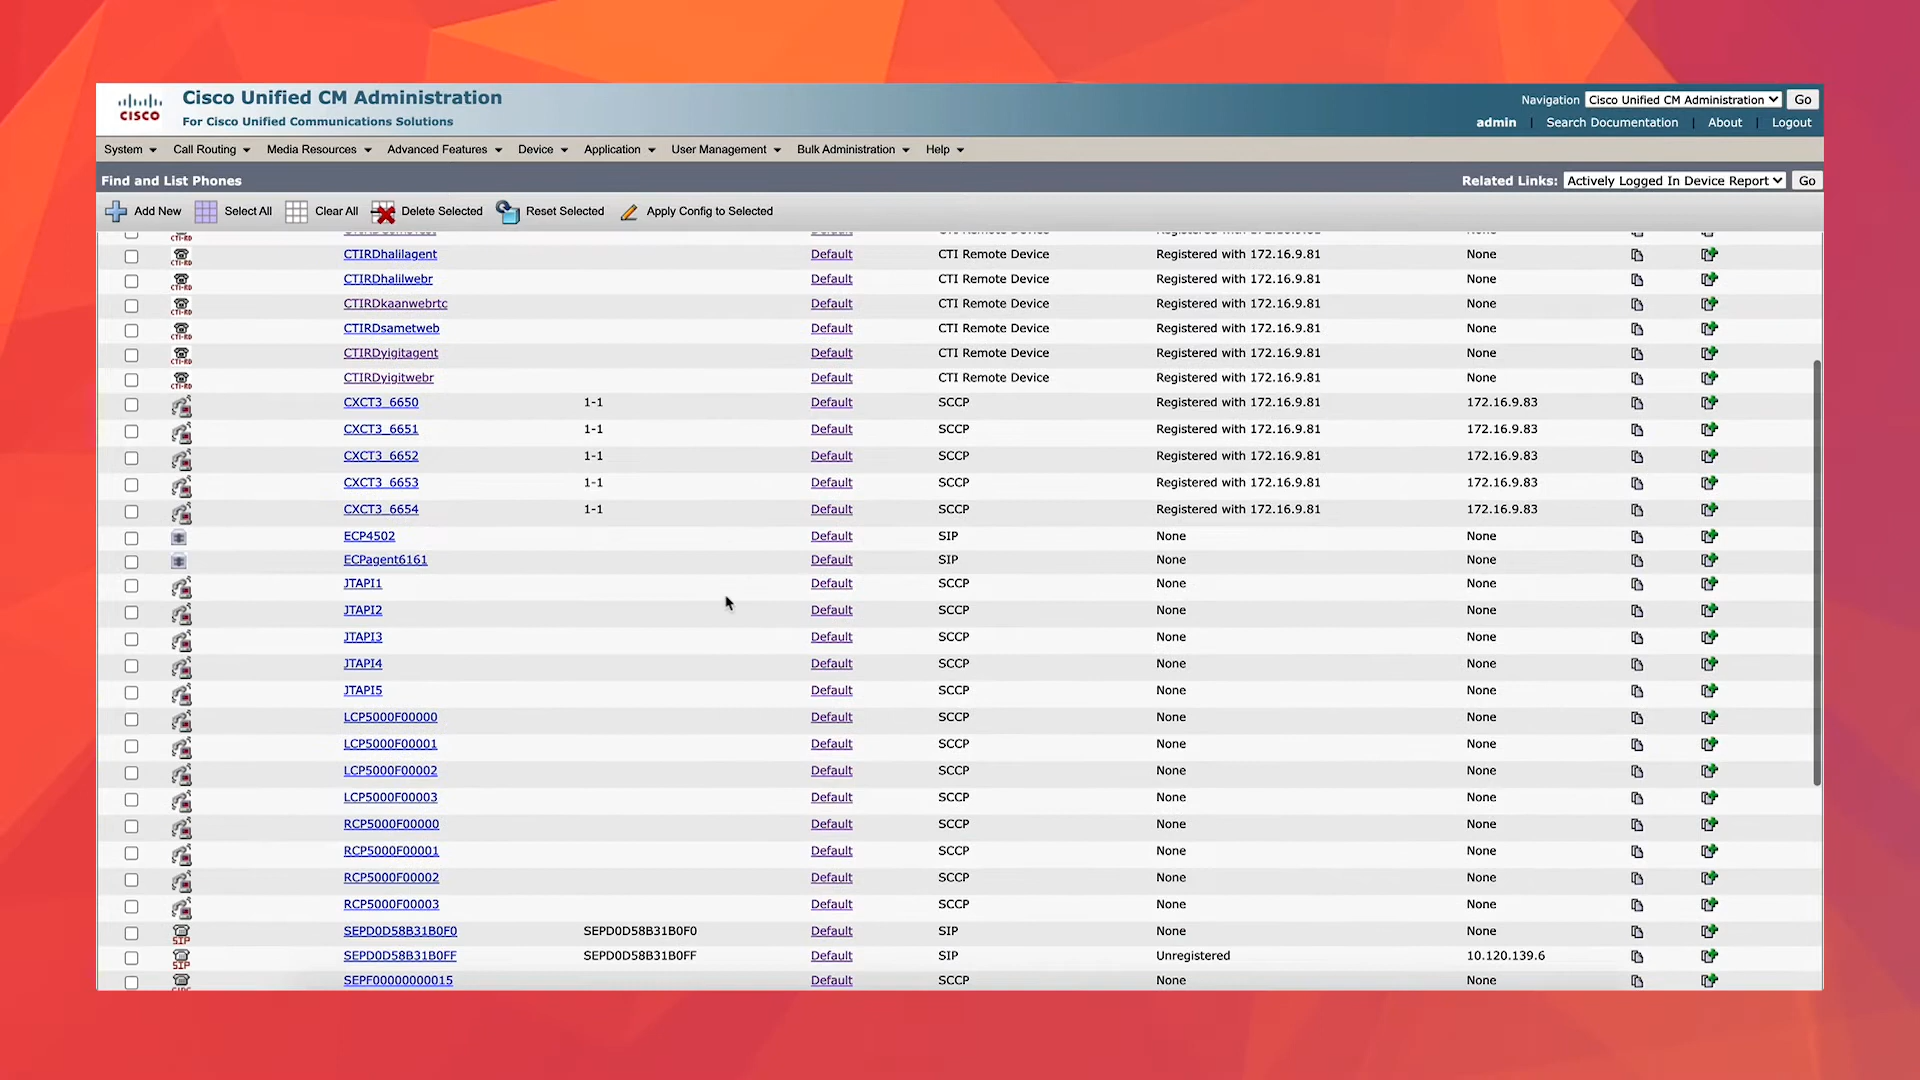 Cisco Unified CM Administration
For Cisco Unified Communications Solutions
CISCO
Navigation Cisco Unified CM Administration Go
admin | Search Documentation | About | Logout
System Call Routing Media Resources Advanced Features Device Application User Management Bulk Administration Help
Find and List Phones
Related Links: Actively Logged In Device Report Go
Add New Select All Clear All Delete Selected Reset Selected Apply Config to Selected
CTIRDhalilagent Default CTI Remote Device Registered with 172.16.9.81 None
CTIRDhalilwebr Default CTI Remote Device Registered with 172.16.9.81 None
CTIRDkaanwebrtc Default CTI Remote Device Registered with 172.16.9.81 None
CTIRDsametweb Default CTI Remote Device Registered with 172.16.9.81 None
CTIRDyigitagent Default CTI Remote Device Registered with 172.16.9.81 None
CTIRDyigitwebr Default CTI Remote Device Registered with 172.16.9.81 None
CXCT3_6650 1-1 Default SCCP Registered with 172.16.9.81 172.16.9.83
CXCT3_6651 1-1 Default SCCP Registered with 172.16.9.81 172.16.9.83
CXCT3_6652 1-1 Default SCCP Registered with 172.16.9.81 172.16.9.83
CXCT3_6653 1-1 Default SCCP Registered with 172.16.9.81 172.16.9.83
CXCT3_6654 1-1 Default SCCP Registered with 172.16.9.81 172.16.9.83
ECP4502 Default SIP None None
ECPagent6161 Default SIP None None
JTAPI1 Default SCCP None None
JTAPI2 Default SCCP None None
JTAPI3 Default SCCP None None
JTAPI4 Default SCCP None None
JTAPI5 Default SCCP None None
LCP5000F00000 Default SCCP None None
LCP5000F00001 Default SCCP None None
LCP5000F00002 Default SCCP None None
LCP5000F00003 Default SCCP None None
RCP5000F00000 Default SCCP None None
RCP5000F00001 Default SCCP None None
RCP5000F00002 Default SCCP None None
RCP5000F00003 Default SCCP None None
SEPD0D58B31B0F0 SEPD0D58B31B0F0 Default SIP None None
SEPD0D58B31B0FF SEPD0D58B31B0FF Default SIP Unregistered 10.120.139.6
SEPF00000000015 Default SCCP None None